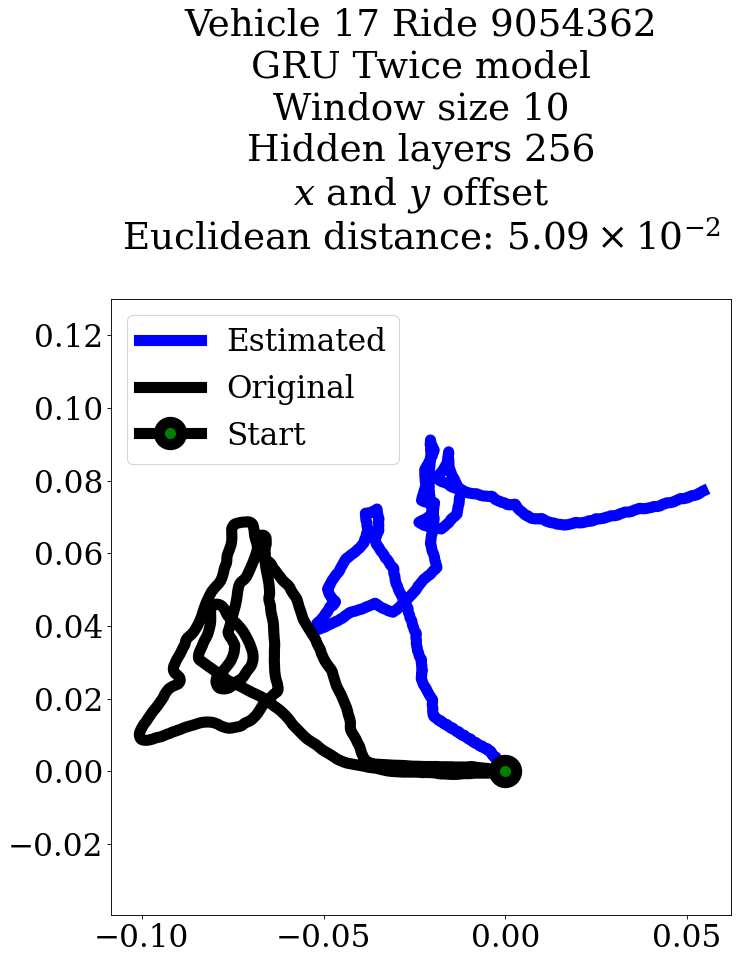 Vehicle 17 Ride 9054362
GRU Twice model
Window size 10
Hidden layers 256
x and y offset
Euclidean distance: 5.09 × 10⁻²
Estimated
Original
Start
0.12
0.10
0.08
0.06
0.04
0.02
0.00
−0.02
−0.10
−0.05
0.00
0.05